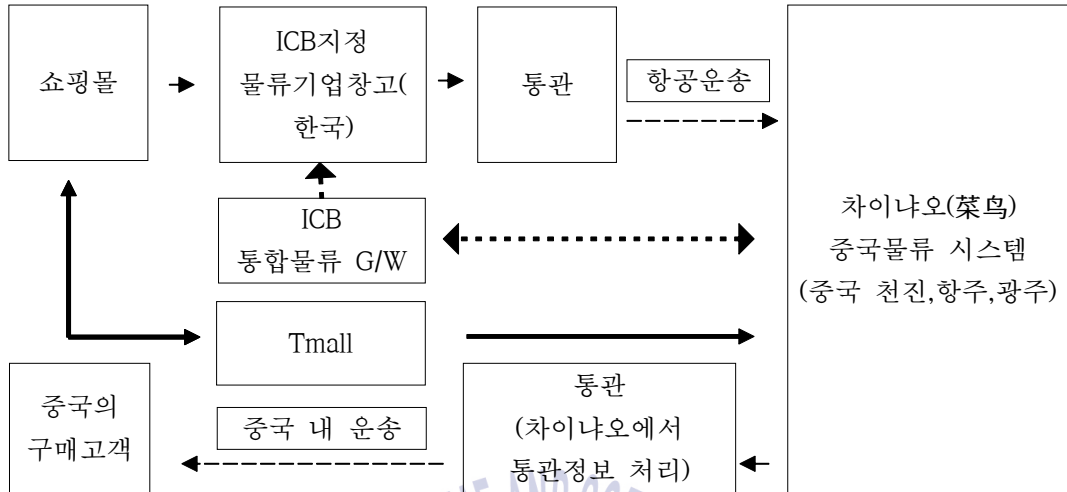 쇼핑몰
ICB지정
물류기업창고(
한국)
통관
항공운송
차이냐오(菜鸟)
중국물류 시스템
(중국 천진,항주,광주)
ICB
통합물류 G/W
Tmall
중국의
구매고객
중국 내 운송
통관
(차이냐오에서
통관정보 처리)